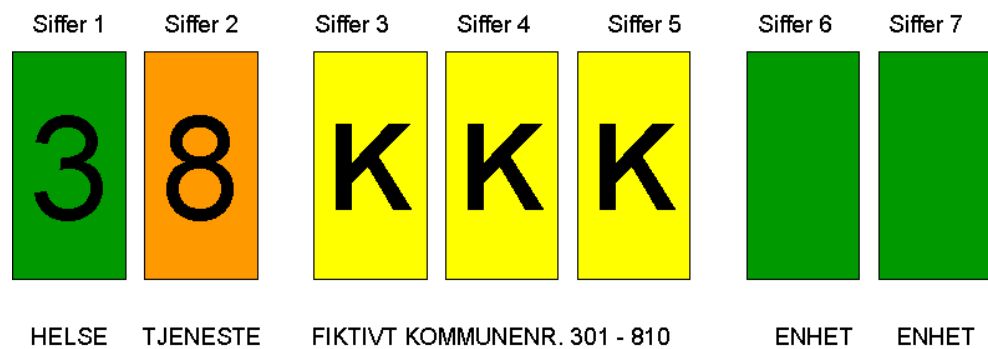 Siffer 1 Siffer 2 Siffer 3 Siffer 4 Siffer 5 Siffer 6 Siffer 7
3 8 K K K
HELSE TJENESTE FIKTIVT KOMMUNENR. 301 - 810 ENHET ENHET